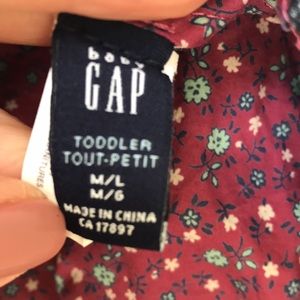 baby
GAP
TODDLER
TOUT-PETIT
M/L
M/G
MADE IN CHINA
CA 17897